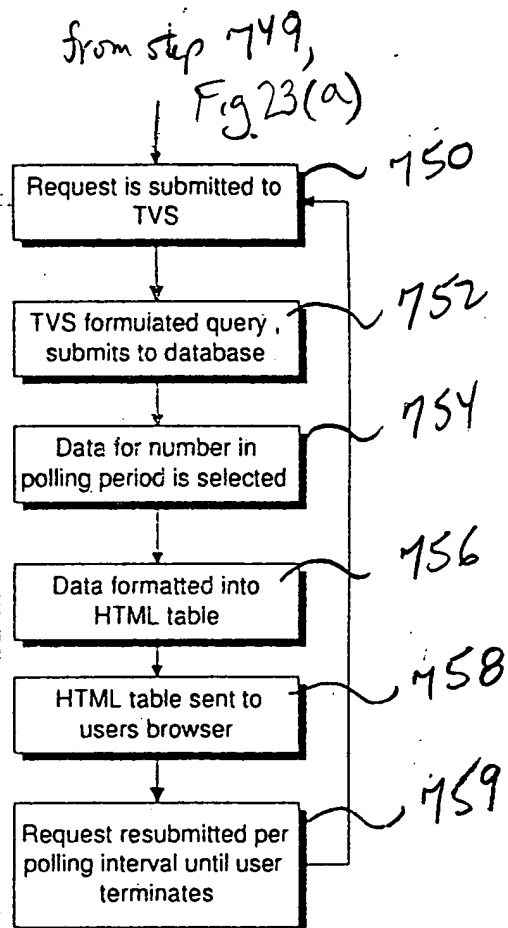 from step 749,
Fig. 23(a)
Request is submitted to
TVS
750
TVS formulated query,
submits to database
752
Data for number in
polling period is selected
754
Data formatted into
HTML table
756
HTML table sent to
users browser
758
Request resubmitted per
polling interval until user
terminates
759